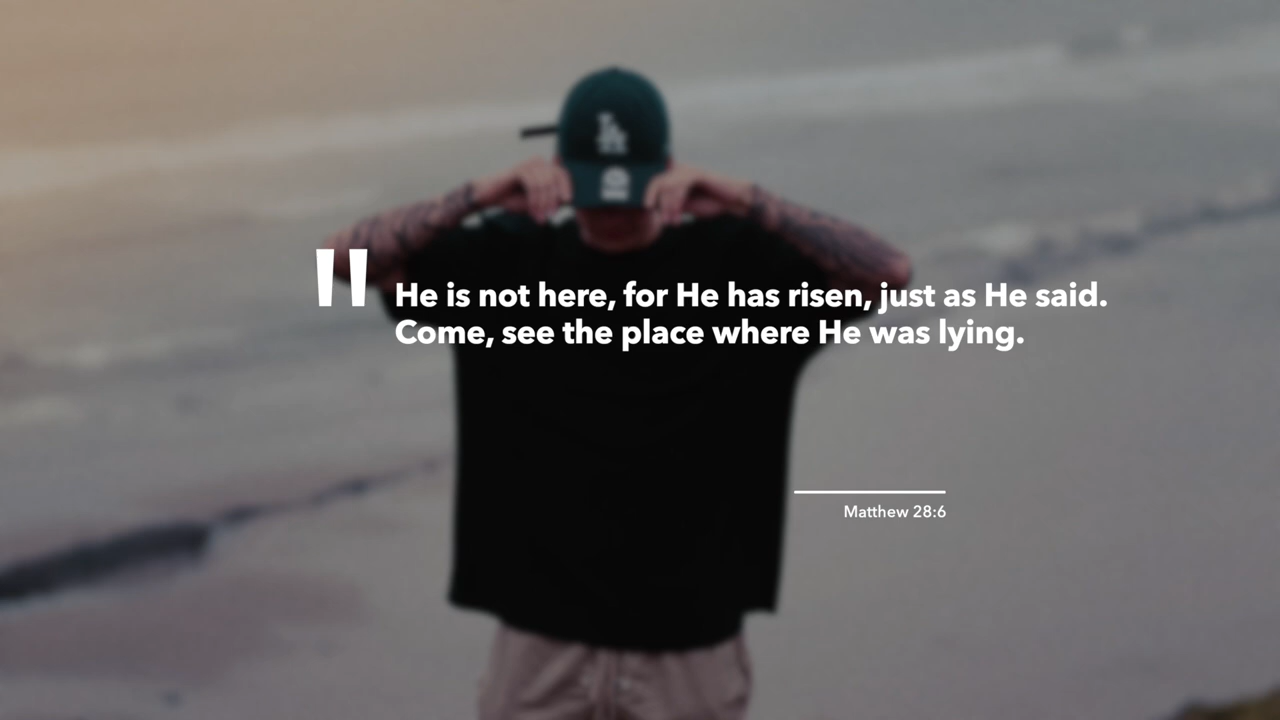 LA
"
He is not here, for He has risen, just as He said.
Come, see the place where He was lying.
Matthew 28:6